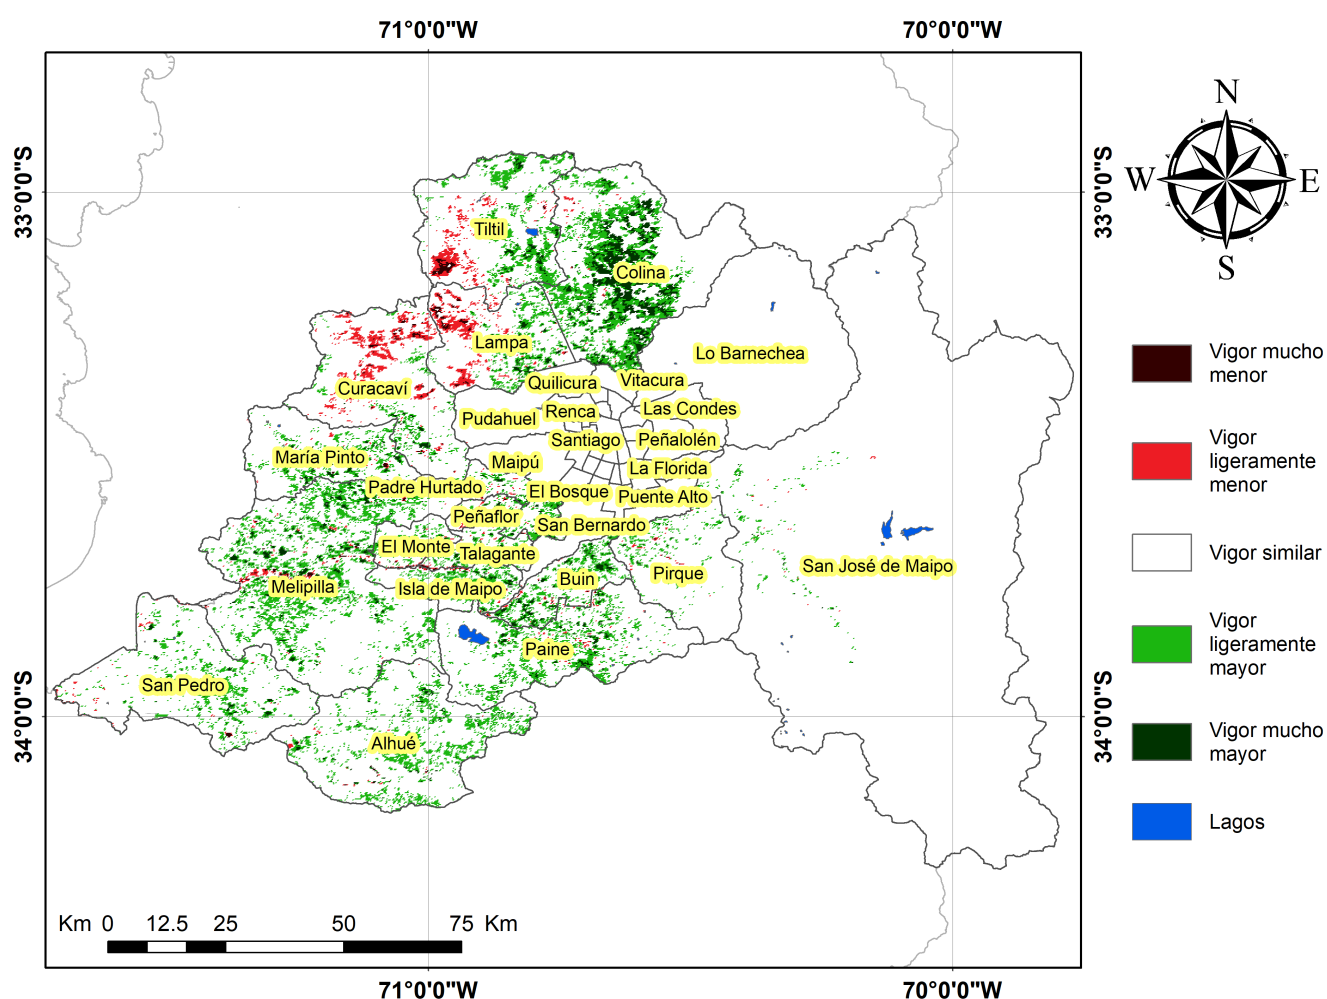 71°0'0"W
70°0'0"W
33°0'0"S
33°0'0"S
N
W
E
S
Tiltil
Colina
Lampa
Lo Barnechea
Curacaví
Quilicura
Vitacura
Pudahuel
Renca
Las Condes
Santiago
Peñalolén
María Pinto
Maipú
La Florida
Padre Hurtado
El Bosque
Puente Alto
Peñaflor
San Bernardo
El Monte
Talagante
San José de Maipo
Melipilla
Isla de Maipo
Buin
Pirque
Paine
San Pedro
Alhué
34°0'0"S
34°0'0"S
Vigor mucho
menor
Vigor
ligeramente
menor
Vigor similar
Vigor
ligeramente
mayor
Vigor mucho
mayor
Lagos
Km 0 12.5 25 50 75 Km
71°0'0"W
70°0'0"W